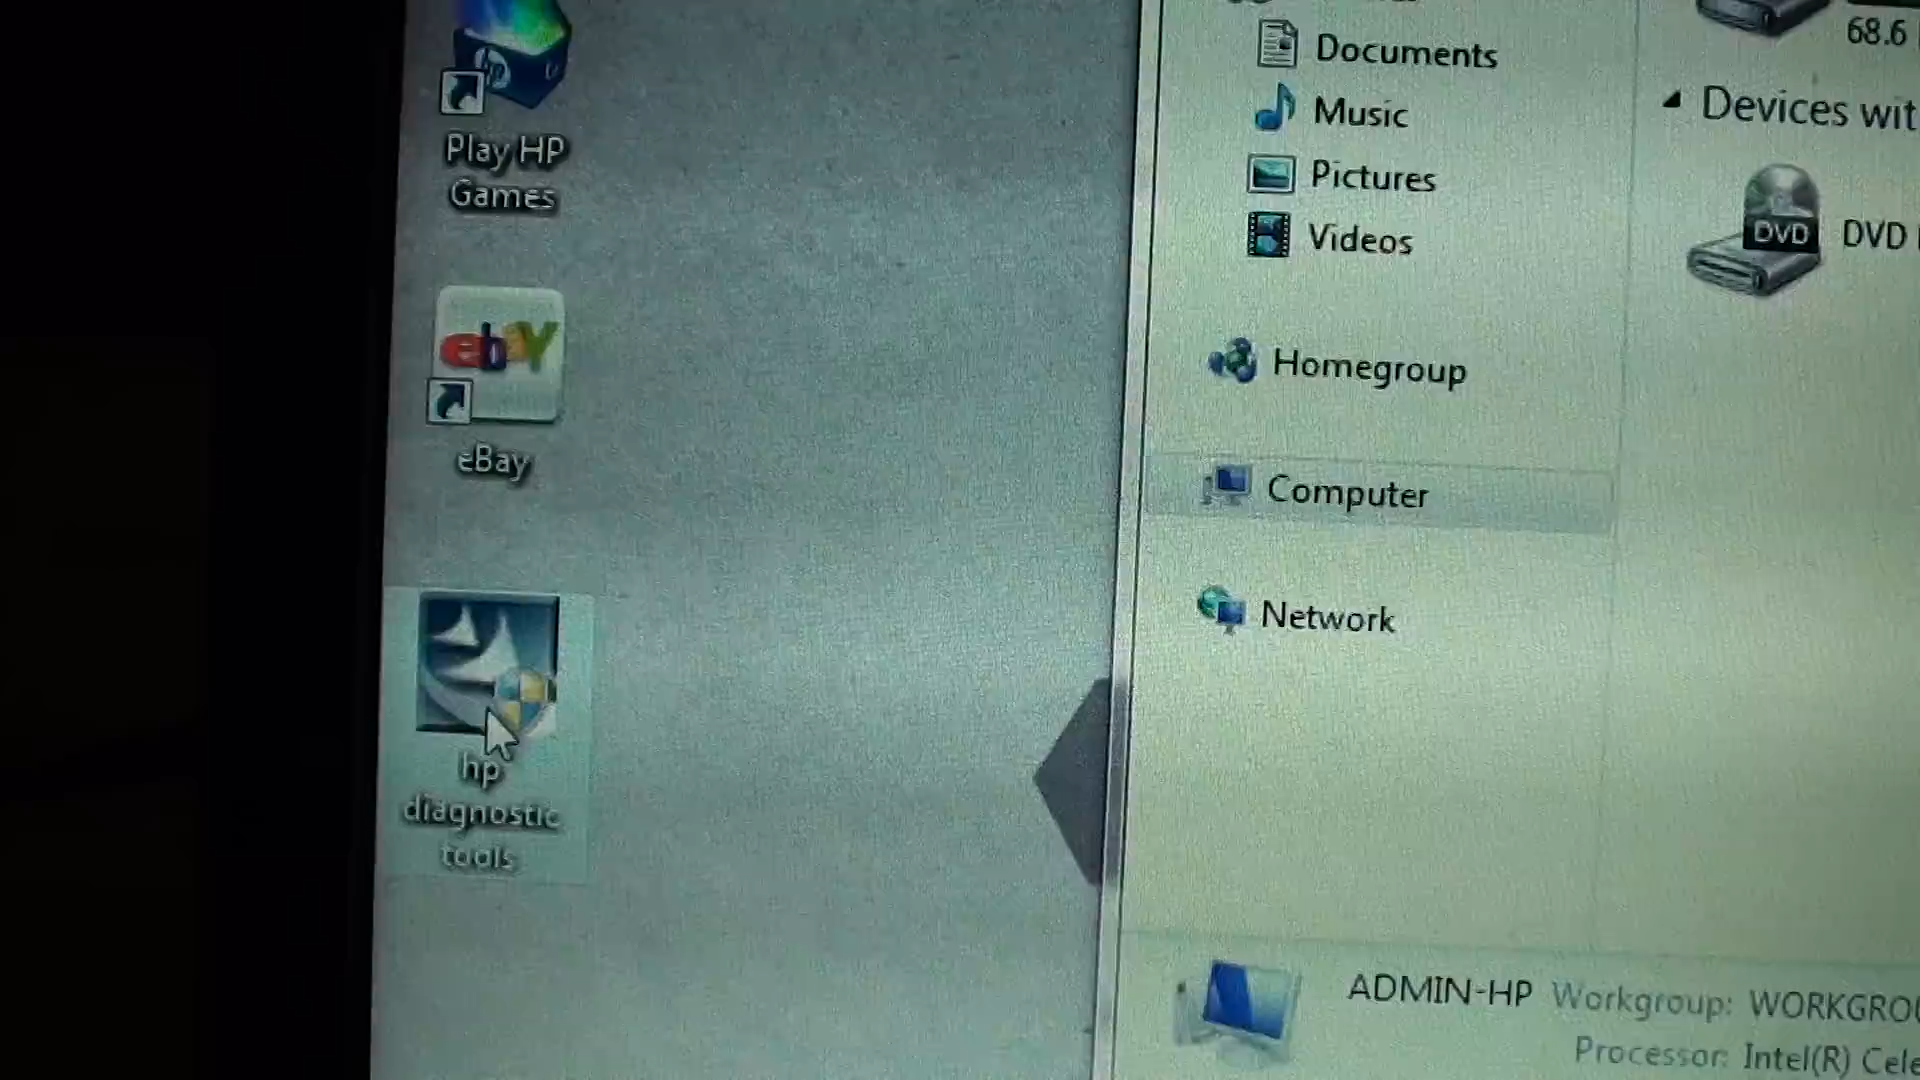 Play HP
Games
ebay
eBay
hp
diagnostic
tools
Documents
Music
Pictures
Videos
Homegroup
Computer
Network
68.6
Devices wit
DVD
DVD
ADMIN-HP Workgroup: WORKGROU
Processor: Intel(R) Cele